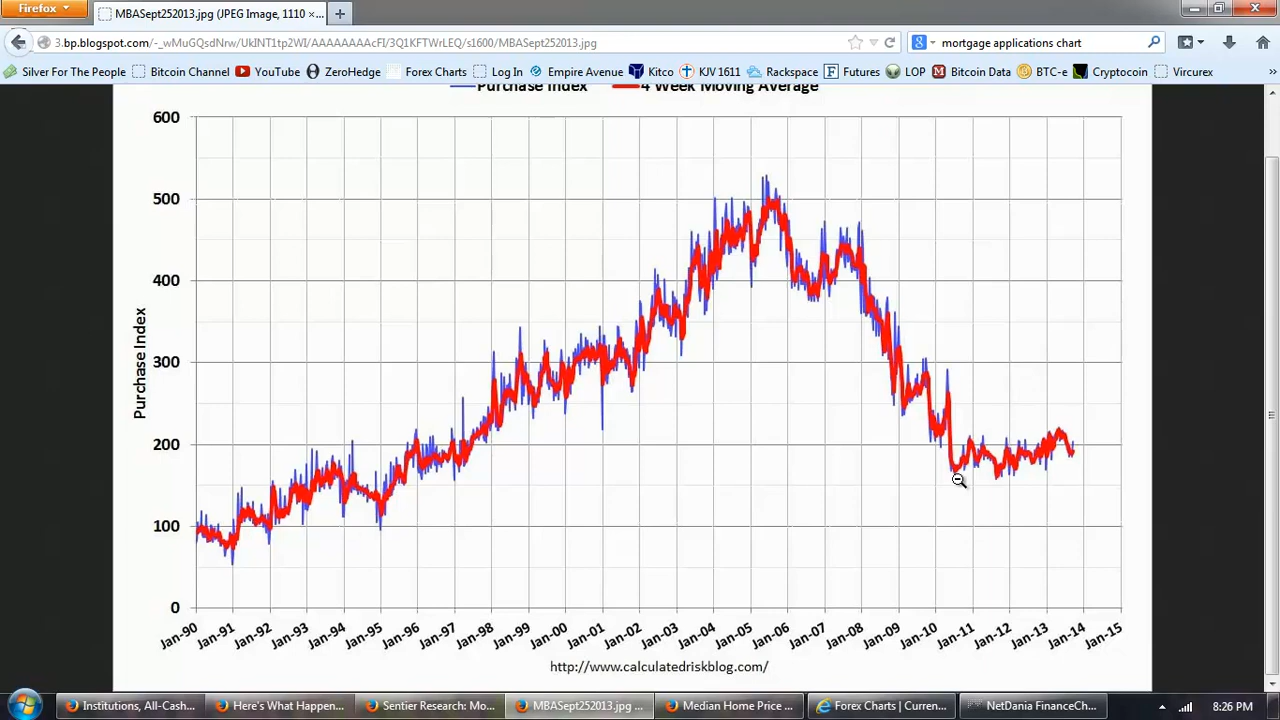 Firefox
MBASept252013.jpg (JPEG Image, 1110 ×...
3.bp.blogspot.com/-_wMuGQsdNrw/UkINT1tp2WI/AAAAAAAAcFI/3Q1KFTWrLEQ/s1600/MBASept252013.jpg
mortgage applications chart
Silver For The People
Bitcoin Channel
YouTube
ZeroHedge
Forex Charts
Log In
Empire Avenue
Kitco
KJV 1611
Rackspace
Futures
LOP
Bitcoin Data
BTC-e
Cryptocoin
Vircurex
Purchase Index
4 Week Moving Average
600
500
400
300
200
100
0
Purchase Index
Jan-90 Jan-91 Jan-92 Jan-93 Jan-94 Jan-95 Jan-96 Jan-97 Jan-98 Jan-99 Jan-00 Jan-01 Jan-02 Jan-03 Jan-04 Jan-05 Jan-06 Jan-07 Jan-08 Jan-09 Jan-10 Jan-11 Jan-12 Jan-13 Jan-14 Jan-15
http://www.calculatedriskblog.com/
Institutions, All-Cash...
Here's What Happen...
Sentier Research: Mo...
MBASept252013.jpg ...
Median Home Price ...
Forex Charts | Curren...
NetDania FinanceCh...
8:26 PM